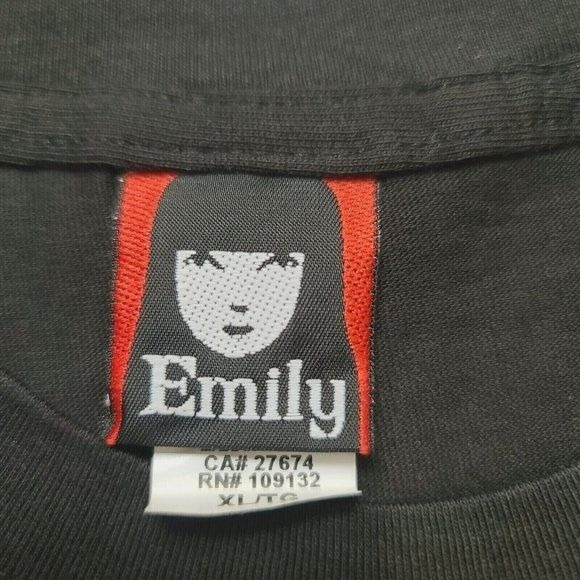 Emily
CA# 27674
RN# 109132
XL/TG